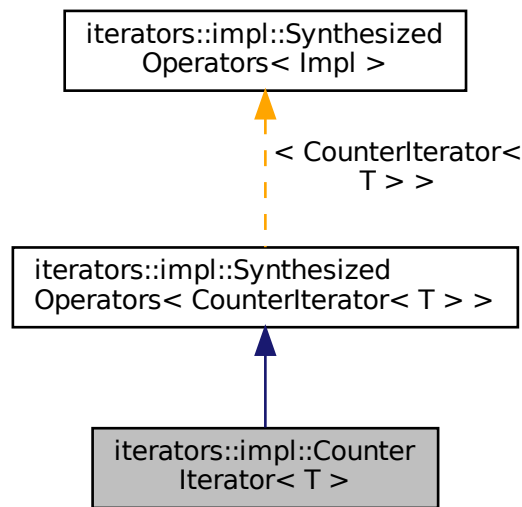 iterators::impl::Synthesized
Operators< Impl >
< CounterIterator<
T > >
iterators::impl::Synthesized
Operators< CounterIterator< T > >
iterators::impl::Counter
Iterator< T >